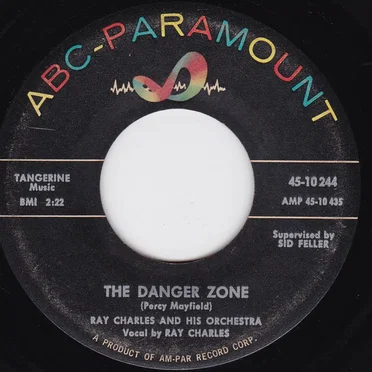 ABC-PARAMOUNT
TANGERINE
Music
BMI 2:22
45-10244
AMP 45-10435
Supervised by
SID FELLER
THE DANGER ZONE
(Percy Mayfield)
RAY CHARLES AND HIS ORCHESTRA
Vocal by RAY CHARLES
A PRODUCT OF AM-PAR RECORD CORP.